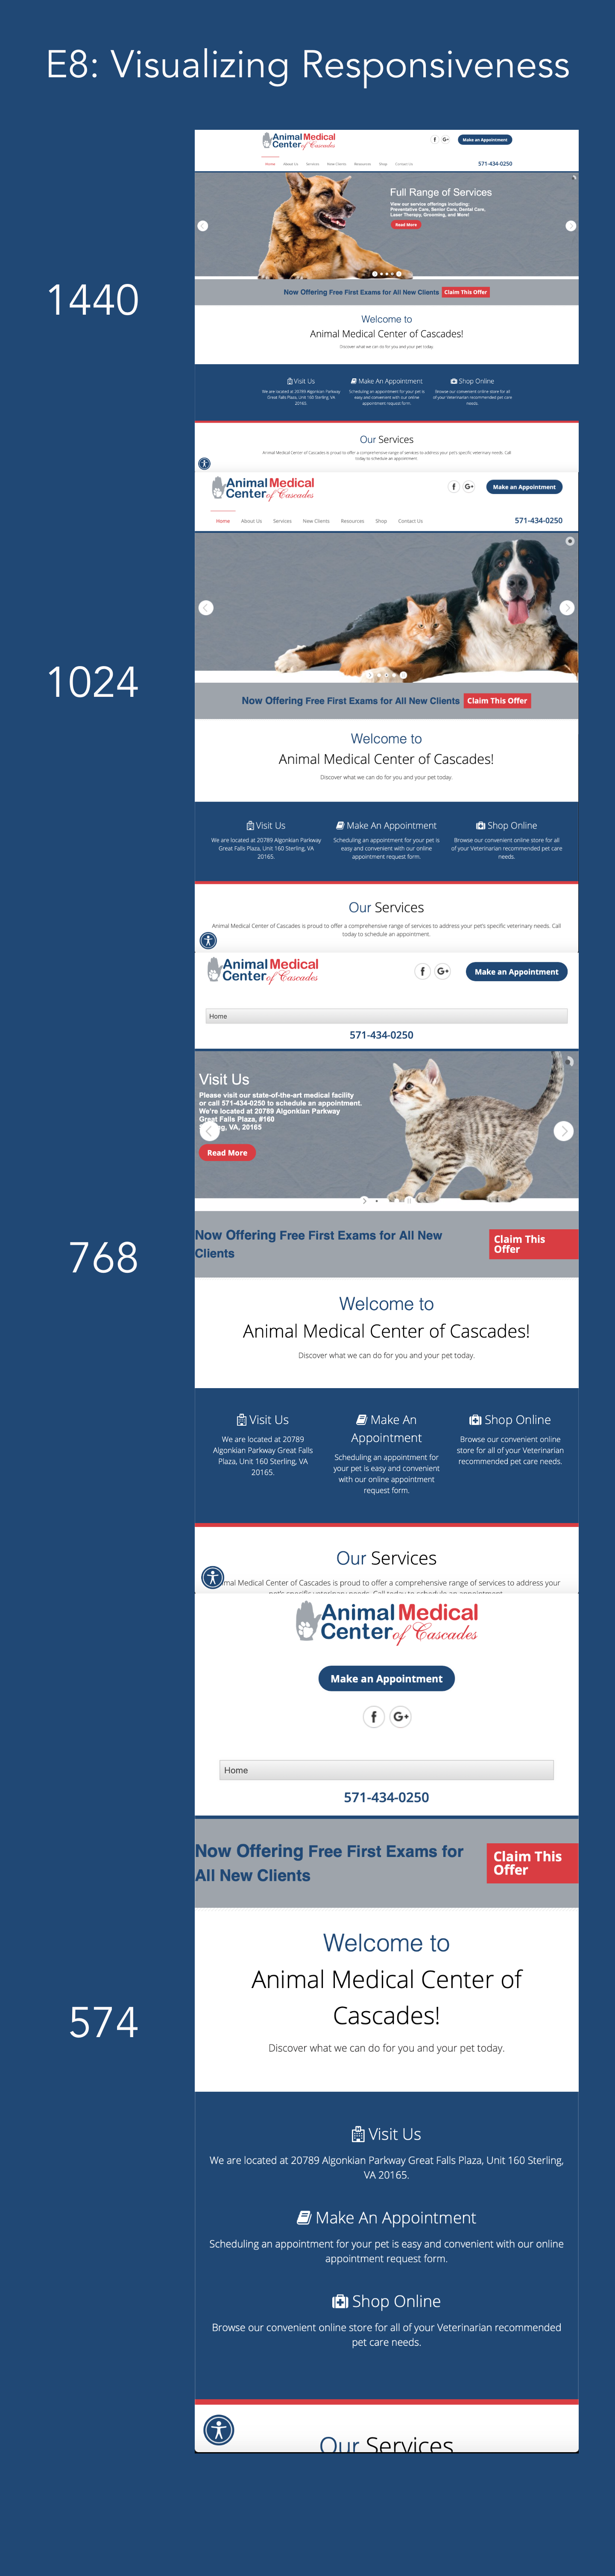 E8: Visualizing Responsiveness
1440
Animal Medical
Center of Cascades
f G+ Make an Appointment
Home About Us Services New Clients Resources Shop Contact Us 571-434-0250
Full Range of Services
View our service offerings including:
Preventative Care, Senior Care, Dental Care,
Laser Therapy, Grooming, and More!
Read More
Now Offering Free First Exams for All New Clients Claim This Offer
Welcome to
Animal Medical Center of Cascades!
Discover what we can do for you and your pet today.
Visit Us Make An Appointment Shop Online
We are located at 20789 Algonkian Parkway Scheduling an appointment for your pet is Browse our convenient online store for all
Great Falls Plaza, Unit 160 Sterling, VA easy and convenient with our online of your Veterinarian recommended pet care
20165. appointment request form. needs.
Our Services
Animal Medical Center of Cascades is proud to offer a comprehensive range of services to address your pet's specific veterinary needs. Call
today to schedule an appointment.
1024
Animal Medical
Center of Cascades
f G+ Make an Appointment
Home About Us Services New Clients Resources Shop Contact Us 571-434-0250
Now Offering Free First Exams for All New Clients Claim This Offer
Welcome to
Animal Medical Center of Cascades!
Discover what we can do for you and your pet today.
Visit Us Make An Appointment Shop Online
We are located at 20789 Algonkian Parkway Scheduling an appointment for your pet is Browse our convenient online store for all
Great Falls Plaza, Unit 160 Sterling, VA easy and convenient with our online of your Veterinarian recommended pet care
20165. appointment request form. needs.
Our Services
Animal Medical Center of Cascades is proud to offer a comprehensive range of services to address your pet's specific veterinary needs. Call
today to schedule an appointment.
768
Animal Medical
Center of Cascades
f G+ Make an Appointment
Home
571-434-0250
Visit Us
Please visit our state-of-the-art medical facility
or call 571-434-0250 to schedule an appointment.
We're located at 20789 Algonkian Parkway
Great Falls Plaza, #160
VA, 20165
Read More
Now Offering Free First Exams for All New
Clients
Claim This
Offer
Welcome to
Animal Medical Center of Cascades!
Discover what we can do for you and your pet today.
Visit Us
We are located at 20789
Algonkian Parkway Great Falls
Plaza, Unit 160 Sterling, VA
20165.
Make An
Appointment
Scheduling an appointment for
your pet is easy and convenient
with our online appointment
request form.
Shop Online
Browse our convenient online
store for all of your Veterinarian
recommended pet care needs.
Our Services
mal Medical Center of Cascades is proud to offer a comprehensive range of services to address your
pet's specific veterinary needs. Call today to schedule an appointment.
574
Animal Medical
Center of Cascades
Make an Appointment
f G+
Home
571-434-0250
Now Offering Free First Exams for
All New Clients
Claim This
Offer
Welcome to
Animal Medical Center of
Cascades!
Discover what we can do for you and your pet today.
Visit Us
We are located at 20789 Algonkian Parkway Great Falls Plaza, Unit 160 Sterling,
VA 20165.
Make An Appointment
Scheduling an appointment for your pet is easy and convenient with our online
appointment request form.
Shop Online
Browse our convenient online store for all of your Veterinarian recommended
pet care needs.
Our Services